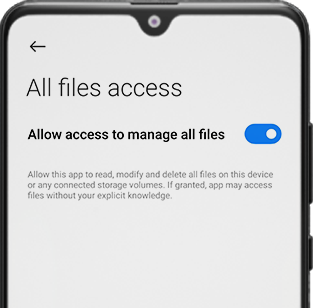 All files access
Allow access to manage all files
Allow this app to read, modify and delete all files on this device
or any connected storage volumes. If granted, app may access
files without your explicit knowledge.